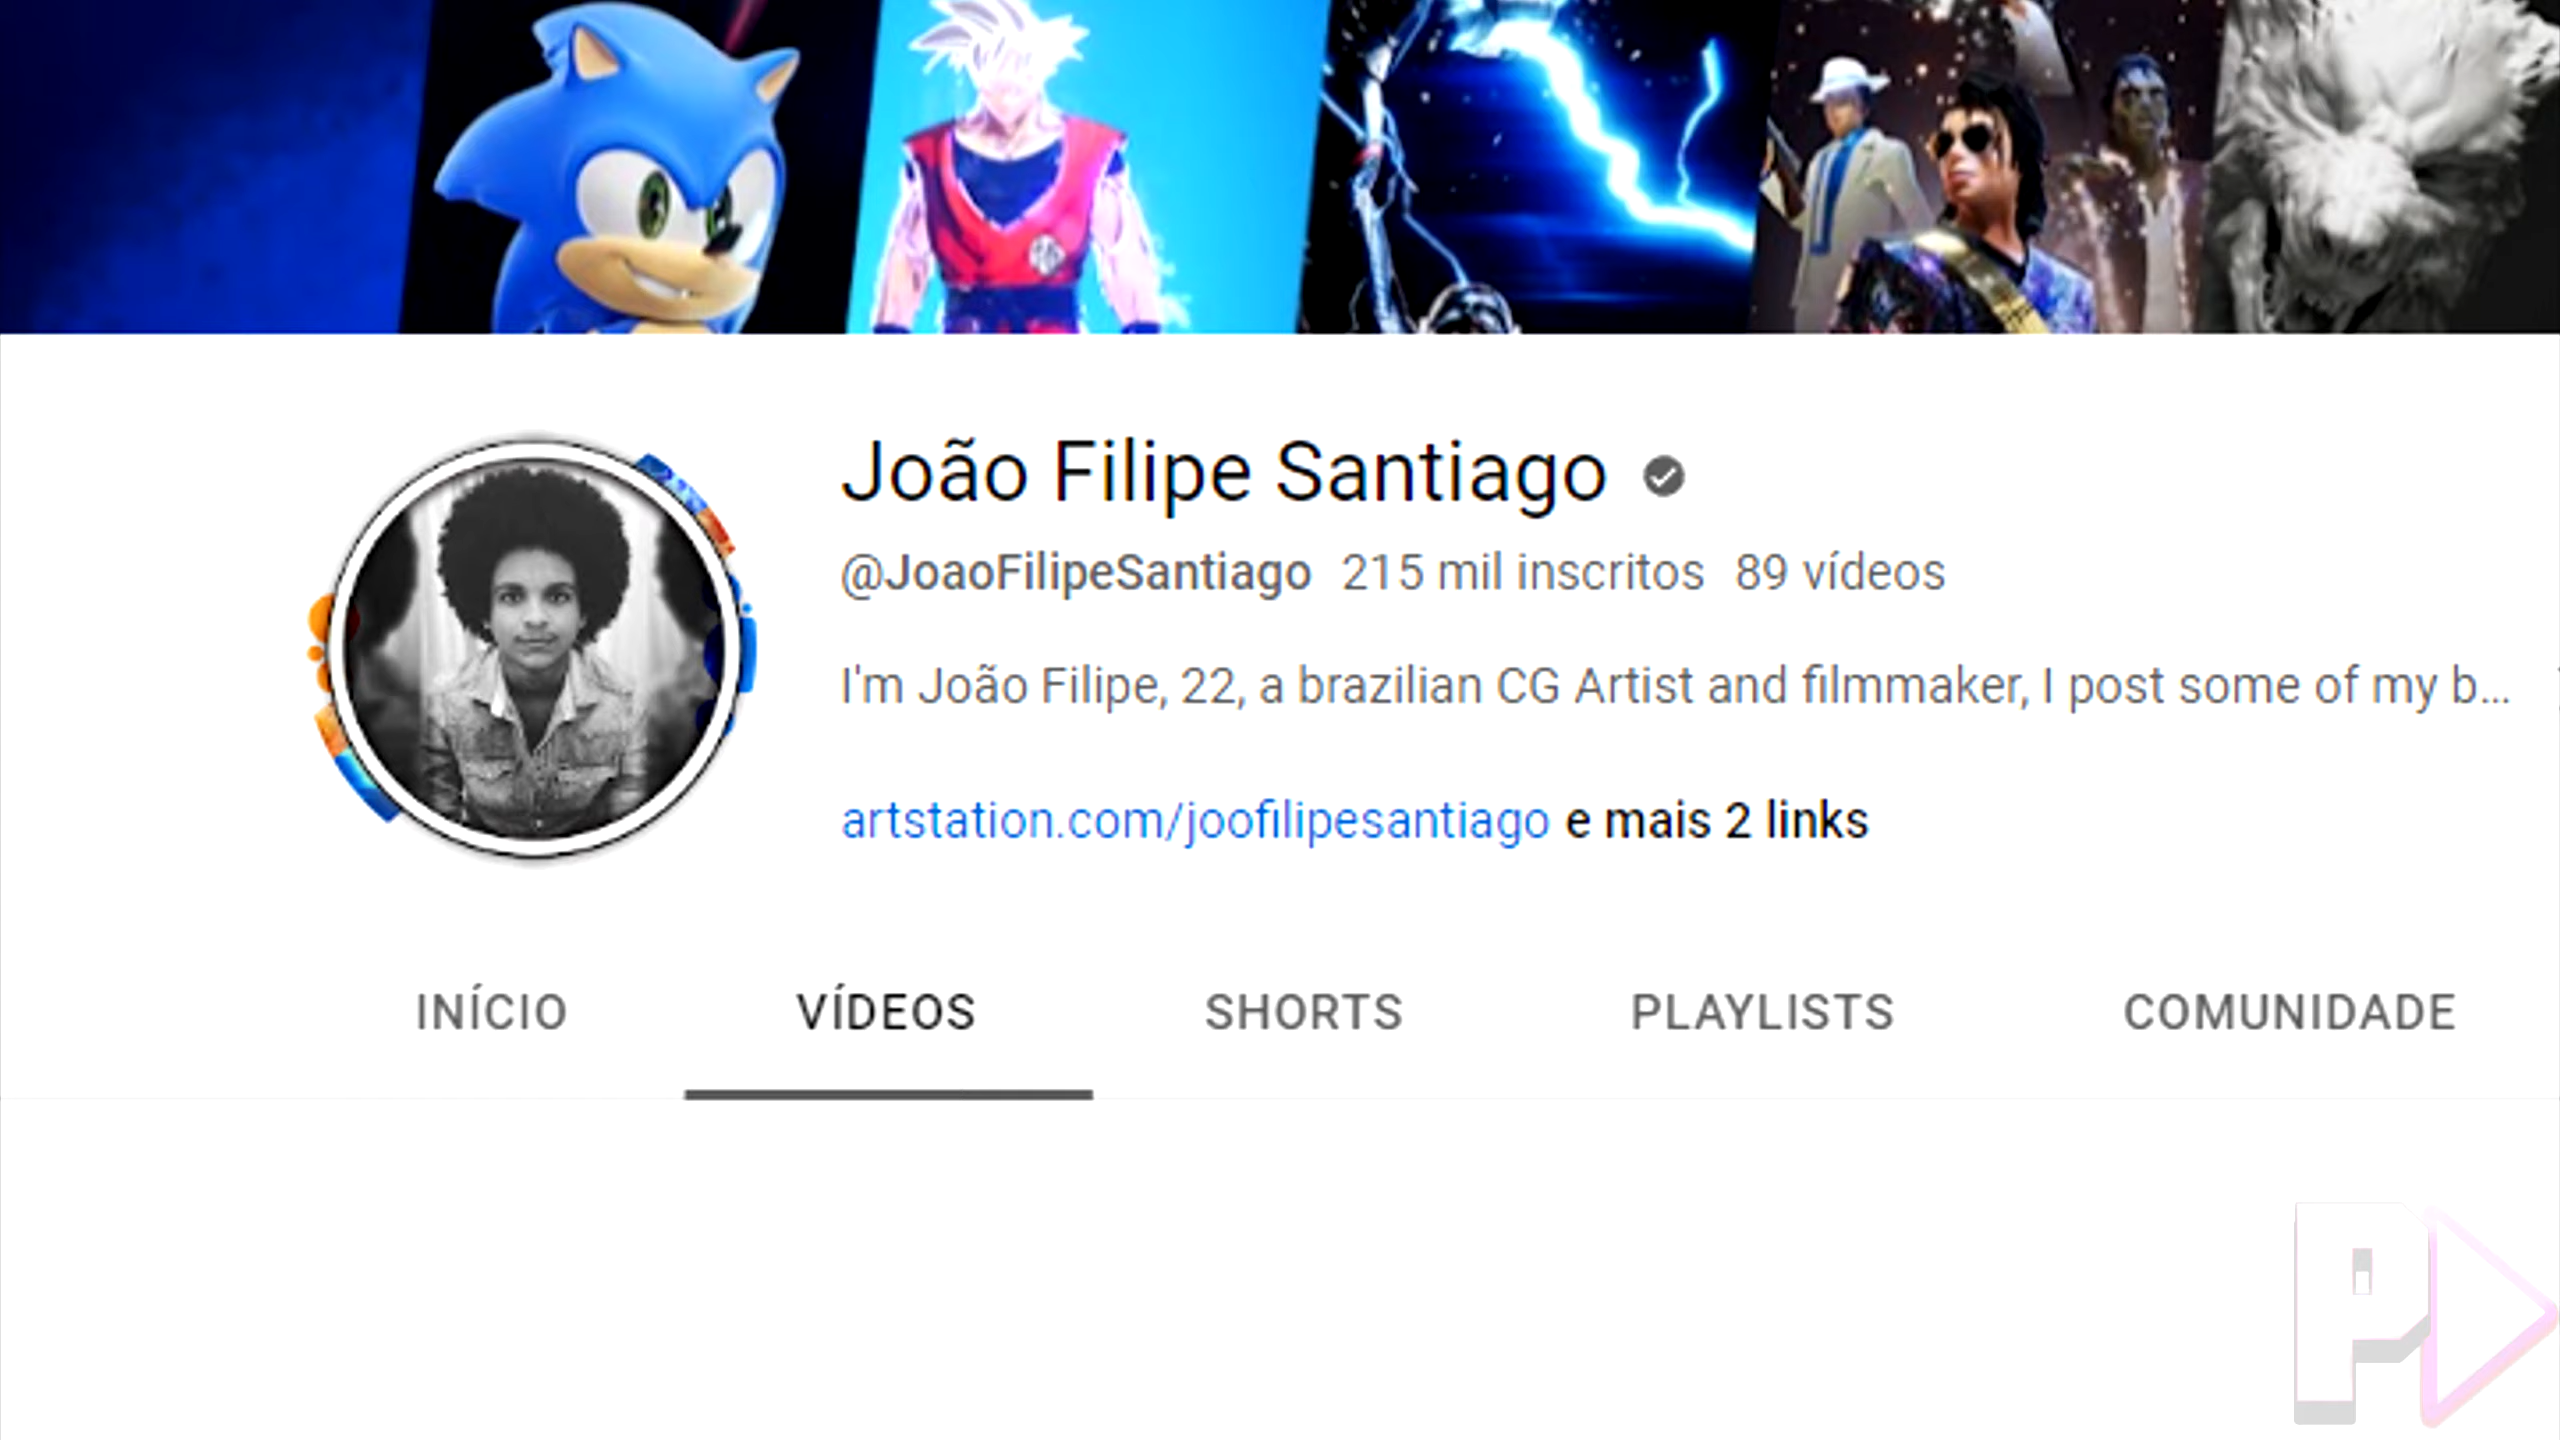 João Filipe Santiago
@JoaoFilipeSantiago 215 mil inscritos 89 vídeos
I'm João Filipe, 22, a brazilian CG Artist and filmmaker, I post some of my b...
artstation.com/joofilipesantiago e mais 2 links
INÍCIO VÍDEOS SHORTS PLAYLISTS COMUNIDADE
P